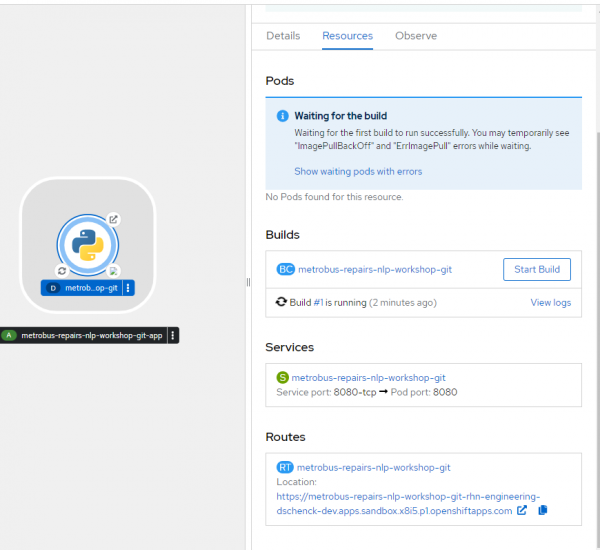 Details Resources Observe
Pods
Waiting for the build
Waiting for the first build to run successfully. You may temporarily see
"ImagePullBackOff" and "ErrImagePull" errors while waiting.
Show waiting pods with errors
No Pods found for this resource.
Builds
BC metrobus-repairs-nlp-workshop-git Start Build
Build #1 is running (2 minutes ago) View logs
Services
S metrobus-repairs-nlp-workshop-git
Service port: 8080-tcp → Pod port: 8080
Routes
RT metrobus-repairs-nlp-workshop-git
Location:
https://metrobus-repairs-nlp-workshop-git-rhn-engineering-
dschenck-dev.apps.sandbox.x8i5.p1.openshiftapps.com
D metrob...op-git
A metrobus-repairs-nlp-workshop-git-app